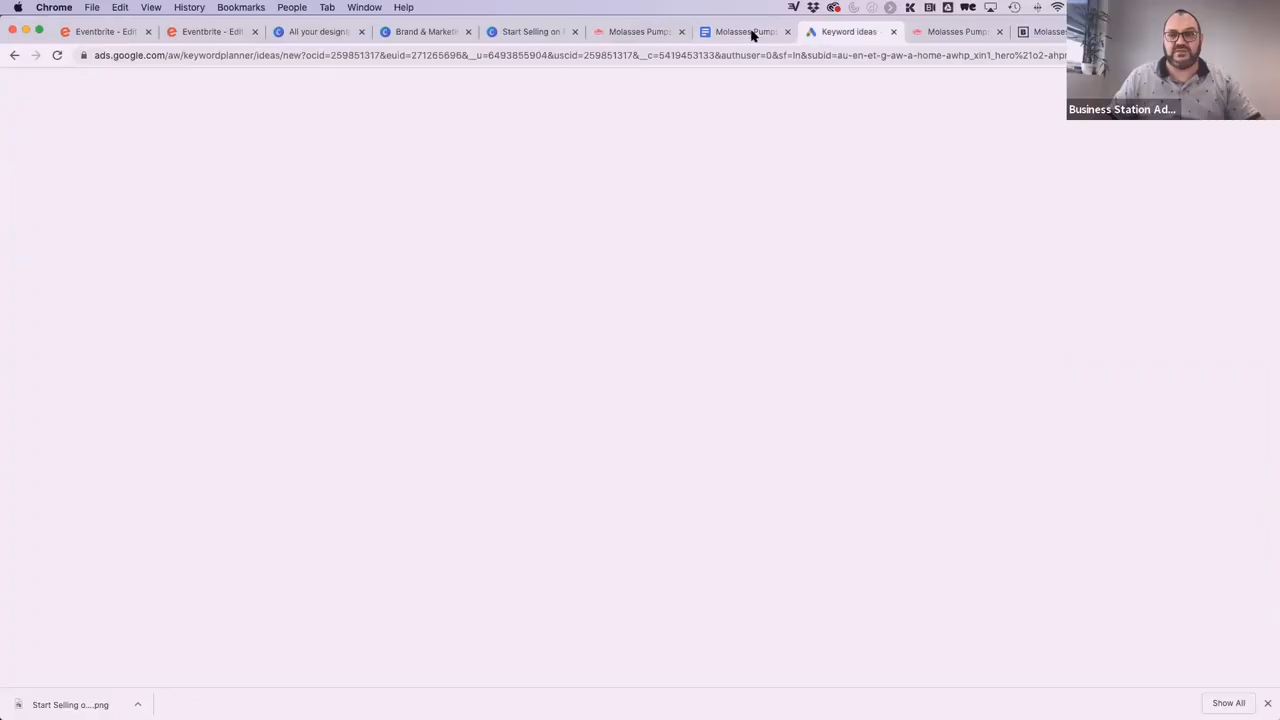 Chrome File Edit View History Bookmarks People Tab Window Help
Eventbrite - Edit Eventbrite - Edit All your designs Brand & Marketi Start Selling on Molasses Pump Molasses Pump Keyword ideas Molasses Pump Molasses
ads.google.com/aw/keywordplanner/ideas/new?ocid=259851317&euid=271265696&__u=6493855904&uscid=259851317&__c=5419453133&authuser=0&sf=ln&subid=au-en-et-g-aw-a-home-awhp_xin1_hero%21o2-ahpm
Business Station Ad...
Start Selling o....png
Show All